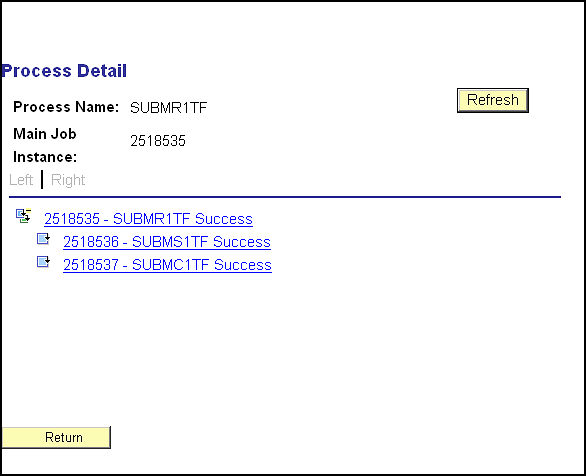 Process Detail
Process Name: SUBMR1TF
Refresh
Main Job
Instance: 2518535
Left | Right
2518535 - SUBMR1TF Success
2518536 - SUBMS1TF Success
2518537 - SUBMC1TF Success
Return